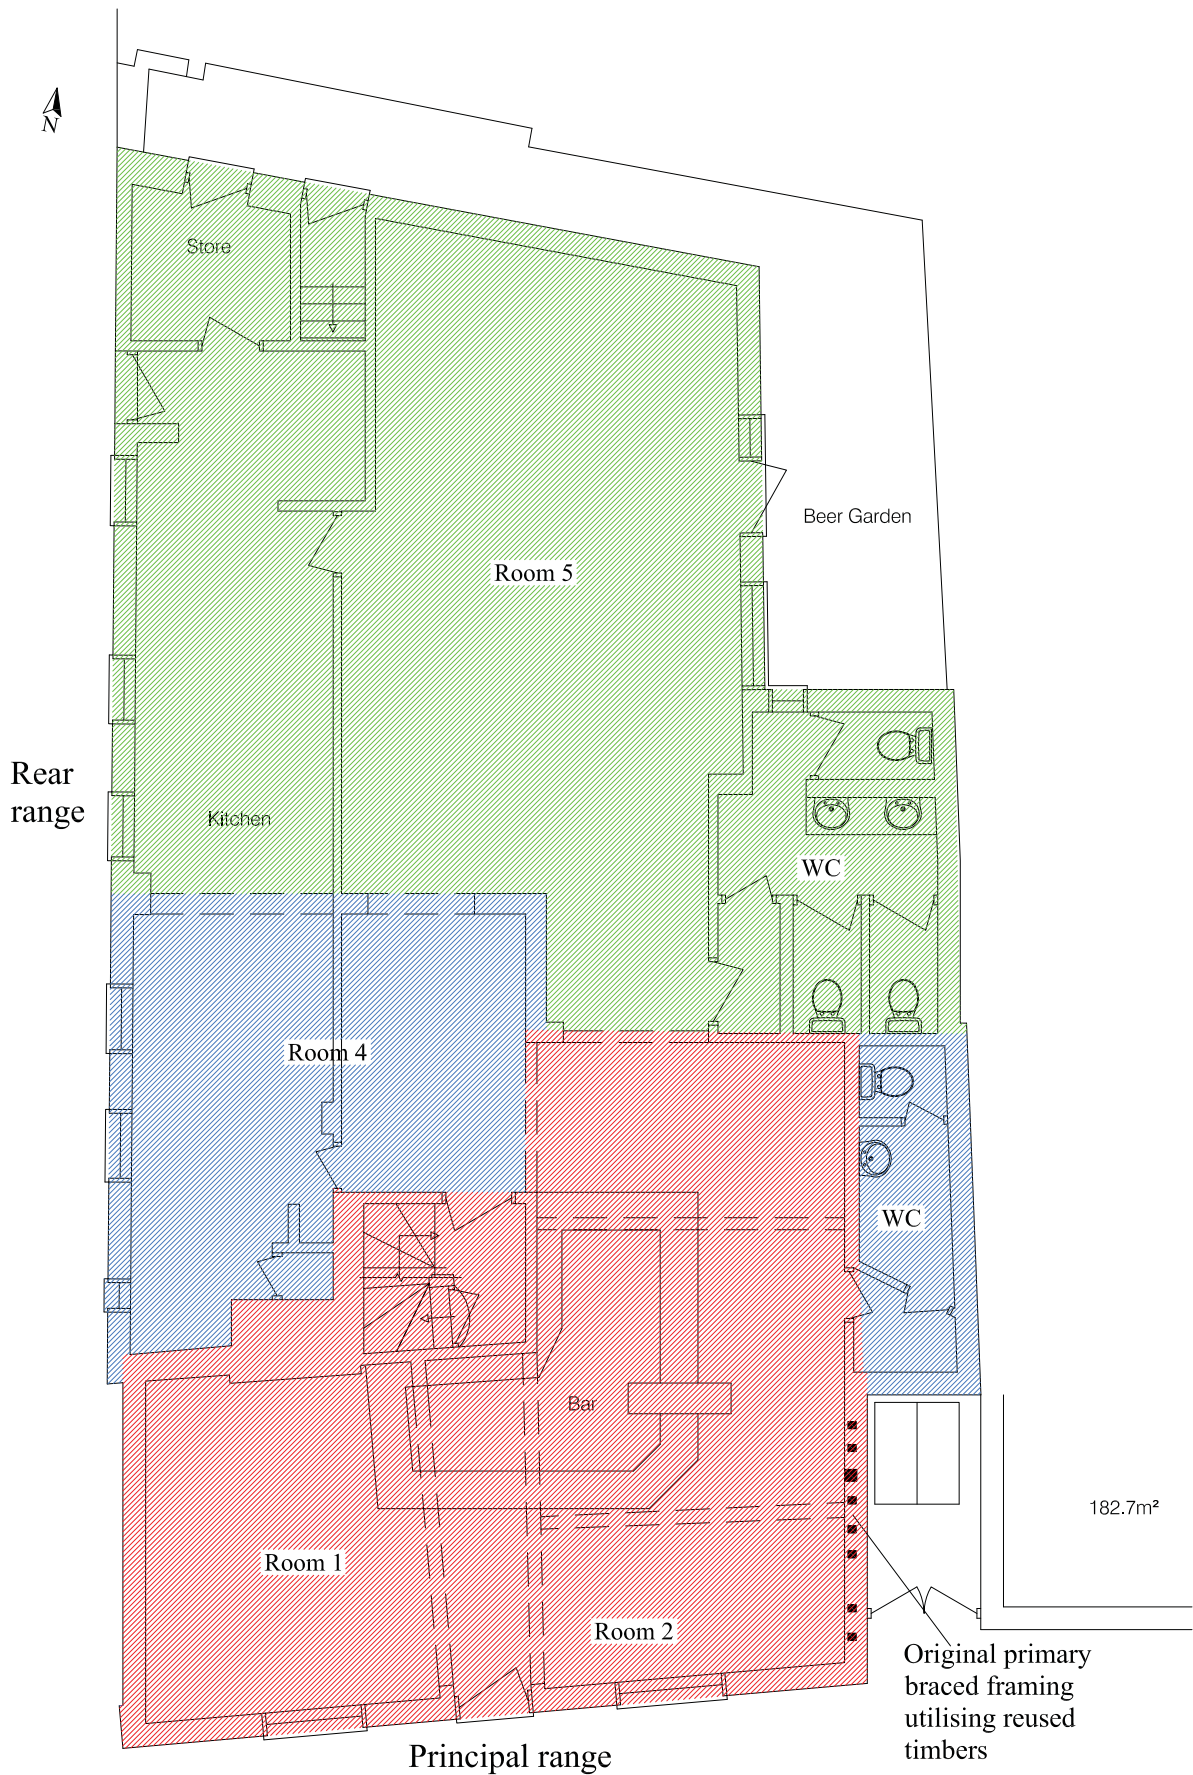 N
Store
Beer Garden
Room 5
Rear
range
Kitchen
WC
Room 4
WC
Bar
182.7m²
Room 1
Room 2
Original primary
braced framing
utilising reused
timbers
Principal range